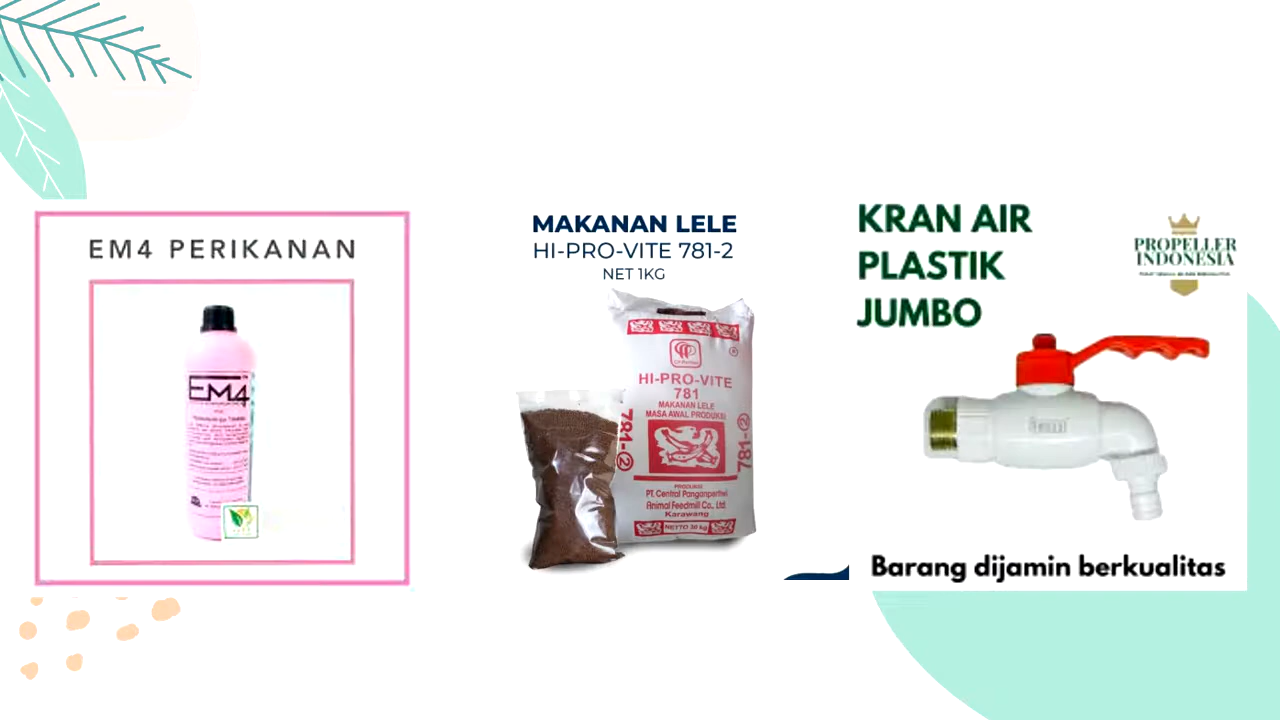 EM4 PERIKANAN
EM4
MAKANAN LELE
HI-PRO-VITE 781-2
NET 1KG
HI-PRO-VITE
781
MAKANAN LELE
MASA AWAL PRODUKSI
781-2
781-2
PRODUKSI
PT. Central Panganpertiwi
Animal Feedmill Co., Ltd.
Karawang
NETTO 30 kg
KRAN AIR
PLASTIK
JUMBO
PROPELLER
INDONESIA
Barang dijamin berkualitas